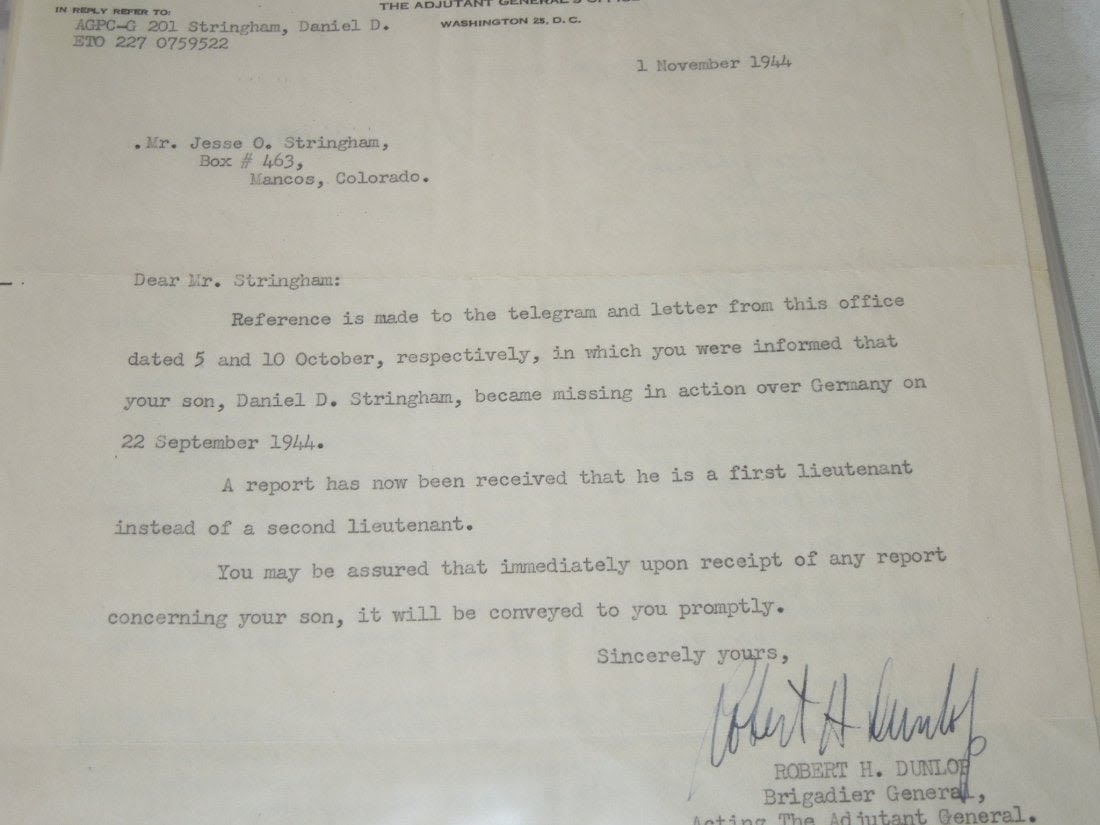 THE ADJUTANT GENERAL'S OFFICE
IN REPLY REFER TO:
WASHINGTON 25, D. C.
AGPC-G 201 Stringham, Daniel D.
ETO 227 0759522
1 November 1944
Mr. Jesse O. Stringham,
Box # 463,
Mancos, Colorado.
Dear Mr. Stringham:
Reference is made to the telegram and letter from this office
dated 5 and 10 October, respectively, in which you were informed that
your son, Daniel D. Stringham, became missing in action over Germany on
22 September 1944.
A report has now been received that he is a first lieutenant
instead of a second lieutenant.
You may be assured that immediately upon receipt of any report
concerning your son, it will be conveyed to you promptly.
Sincerely yours,
Robert H Dunlop
ROBERT H. DUNLOP
Brigadier General,
Acting The Adjutant General.